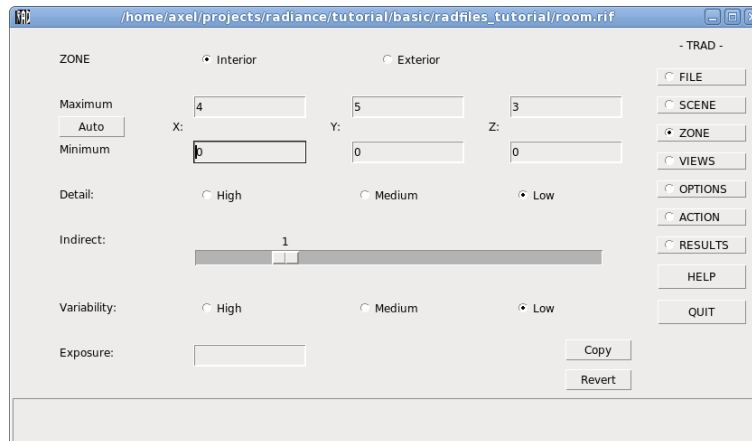 RAD /home/axel/projects/radiance/tutorial/basic/radfiles_tutorial/room.rif
- TRAD -
ZONE Interior Exterior
FILE
Maximum 4 5 3
SCENE
Auto X: Y: Z:
ZONE
Minimum 0 0 0
VIEWS
Detail: High Medium Low
OPTIONS
ACTION
Indirect: 1
RESULTS
HELP
Variability: High Medium Low
QUIT
Exposure:
Copy
Revert